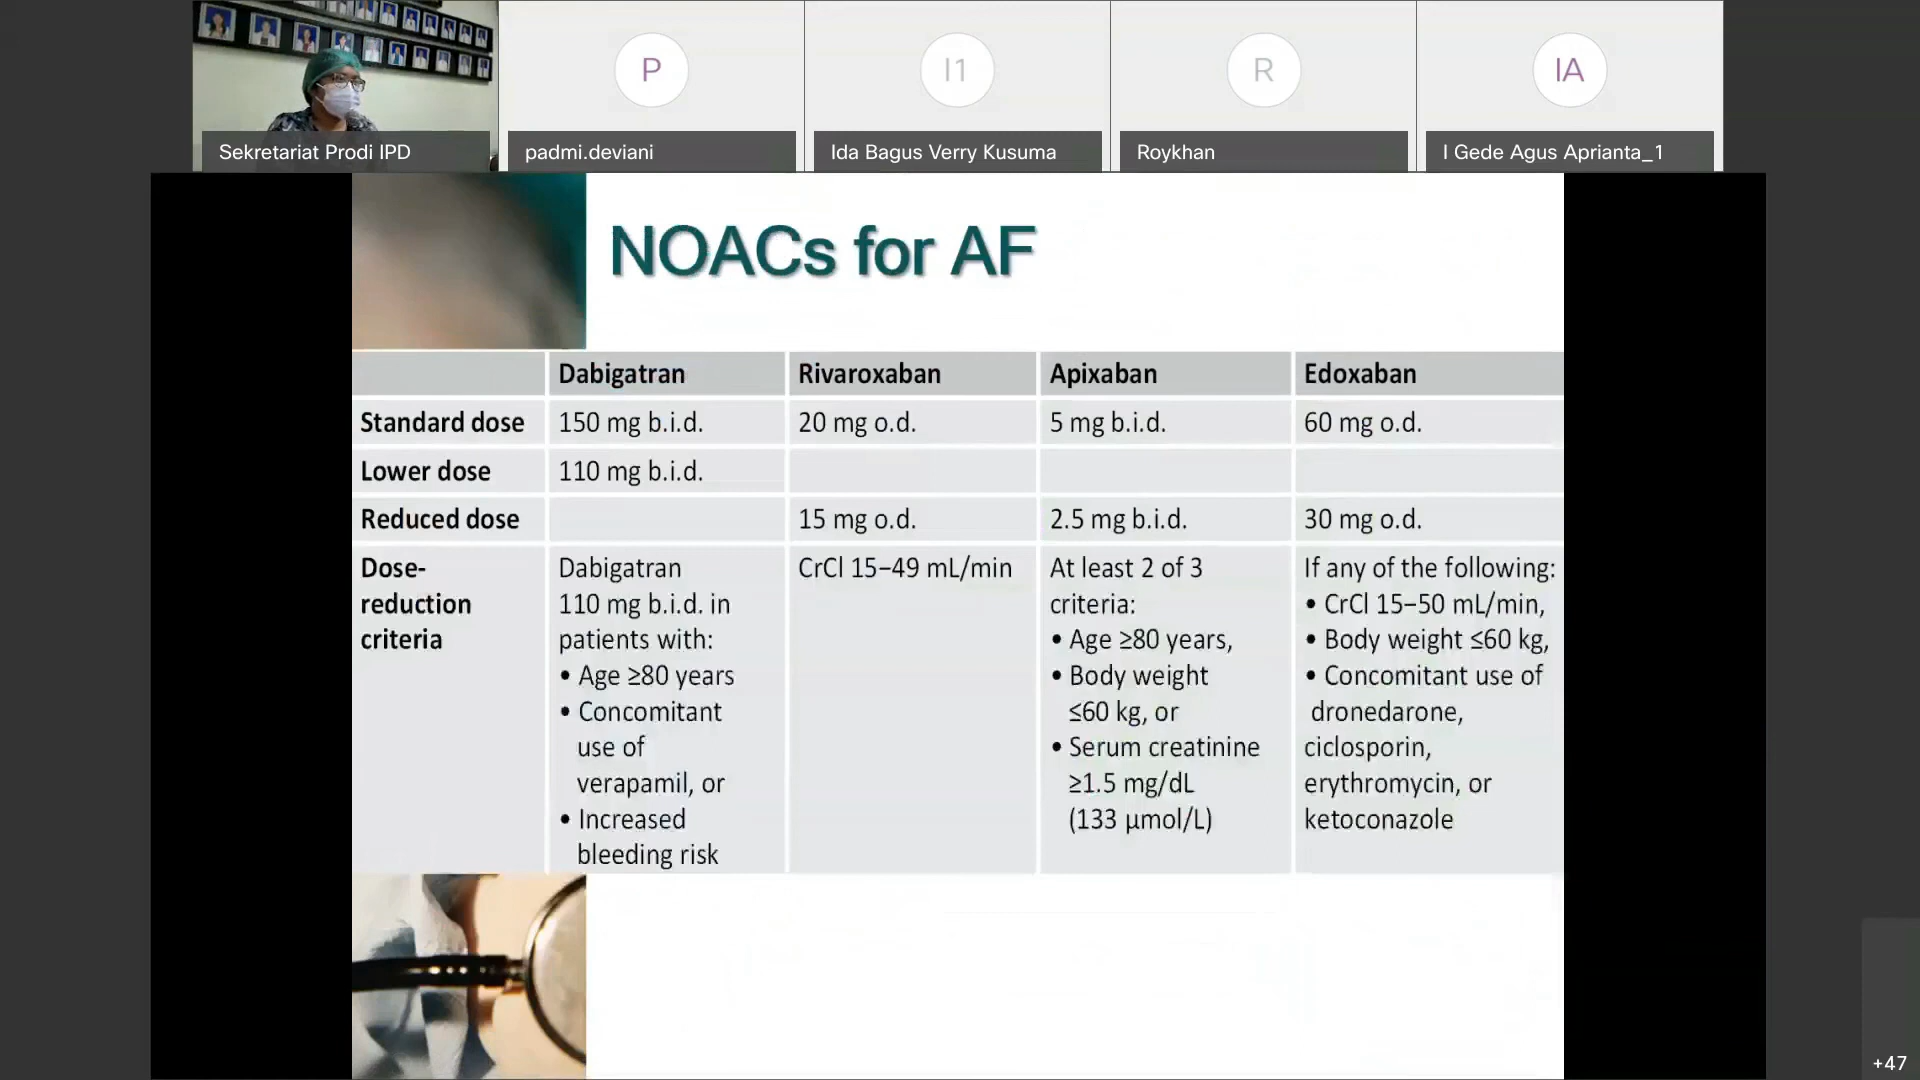 P
I1
R
IA
Sekretariat Prodi IPD
padmi.deviani
Ida Bagus Verry Kusuma
Roykhan
I Gede Agus Aprianta_1
NOACs for AF
Dabigatran
Rivaroxaban
Apixaban
Edoxaban
Standard dose
150 mg b.i.d.
20 mg o.d.
5 mg b.i.d.
60 mg o.d.
Lower dose
110 mg b.i.d.
Reduced dose
15 mg o.d.
2.5 mg b.i.d.
30 mg o.d.
Dose-
reduction
criteria
Dabigatran
110 mg b.i.d. in
patients with:
• Age ≥80 years
• Concomitant
use of
verapamil, or
• Increased
bleeding risk
CrCl 15–49 mL/min
At least 2 of 3
criteria:
• Age ≥80 years,
• Body weight
≤60 kg, or
• Serum creatinine
≥1.5 mg/dL
(133 µmol/L)
If any of the following:
• CrCl 15–50 mL/min,
• Body weight ≤60 kg,
• Concomitant use of
dronedarone,
ciclosporin,
erythromycin, or
ketoconazole
+47